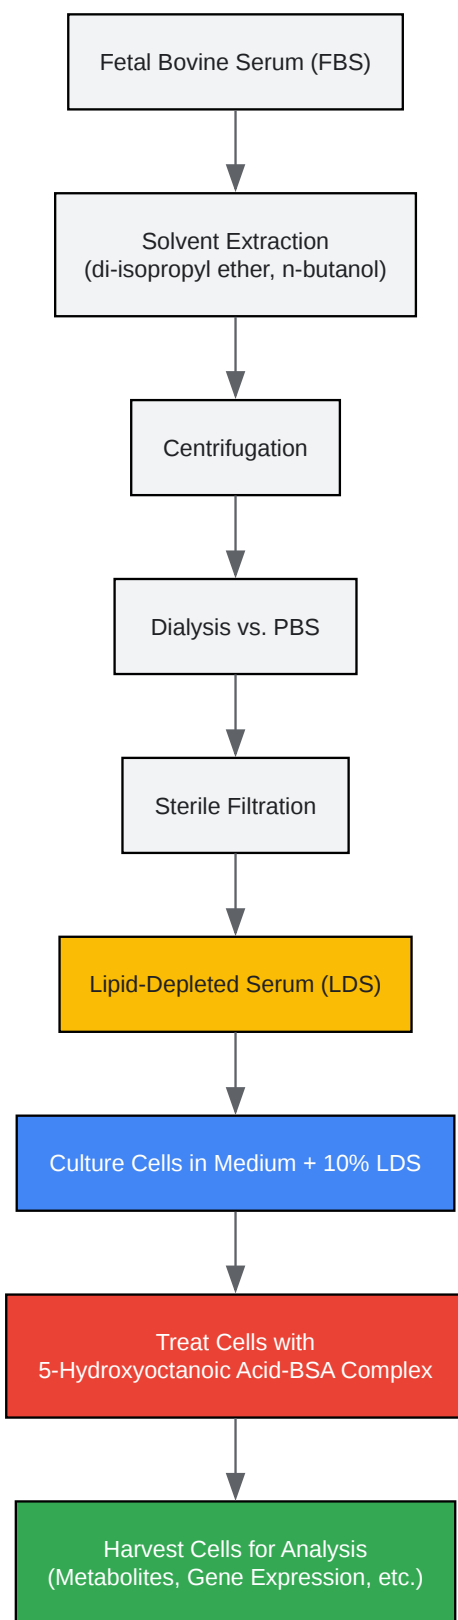 Fetal Bovine Serum (FBS)
Solvent Extraction
(di-isopropyl ether, n-butanol)
Centrifugation
Dialysis vs. PBS
Sterile Filtration
Lipid-Depleted Serum (LDS)
Culture Cells in Medium + 10% LDS
Treat Cells with
5-Hydroxyoctanoic Acid-BSA Complex
Harvest Cells for Analysis
(Metabolites, Gene Expression, etc.)